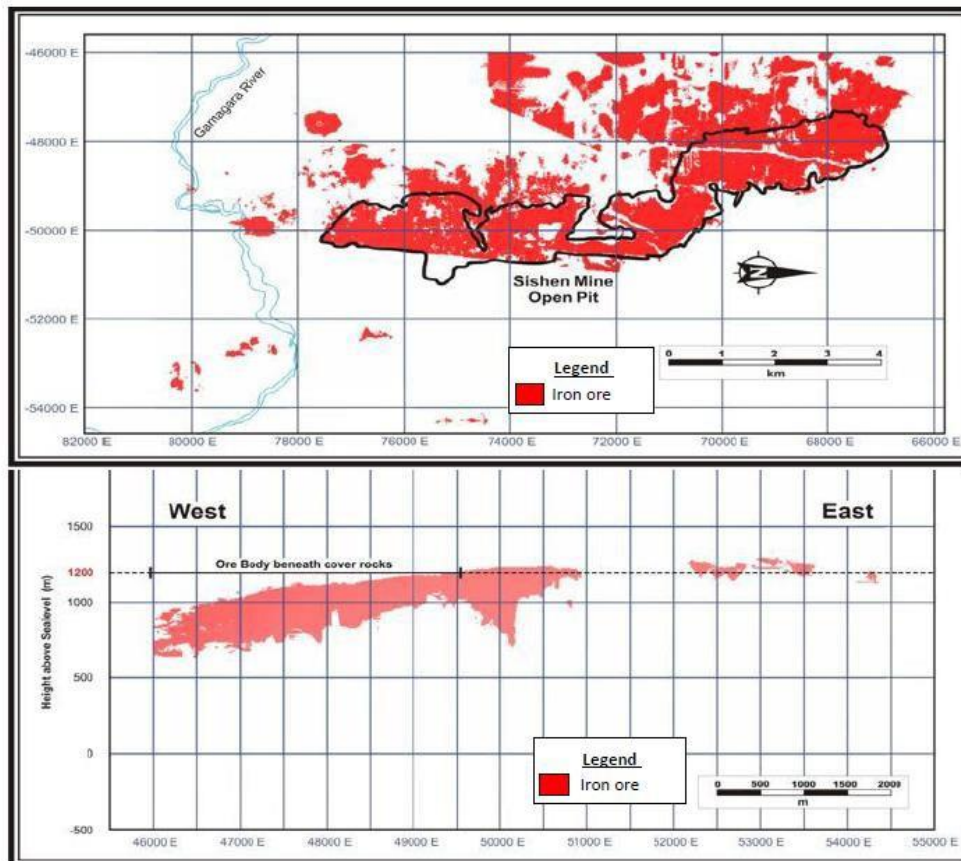 -46000 E
Gamagara River
-48000 E
-50000 E
Sishen Mine
Open Pit
N
-52000 E
Legend
Iron ore
0 1 2 3 4
km
-54000 E
82000 E 80000 E 78000 E 76000 E 74000 E 72000 E 70000 E 68000 E 66000 E
West East
1500
Ore Body beneath cover rocks
1200
1000
Height above Sealevel (m)
500
0
Legend
Iron ore
0 500 1000 1500 2000
m
-500
46000 E 47000 E 48000 E 49000 E 50000 E 51000 E 52000 E 53000 E 54000 E 55000 E